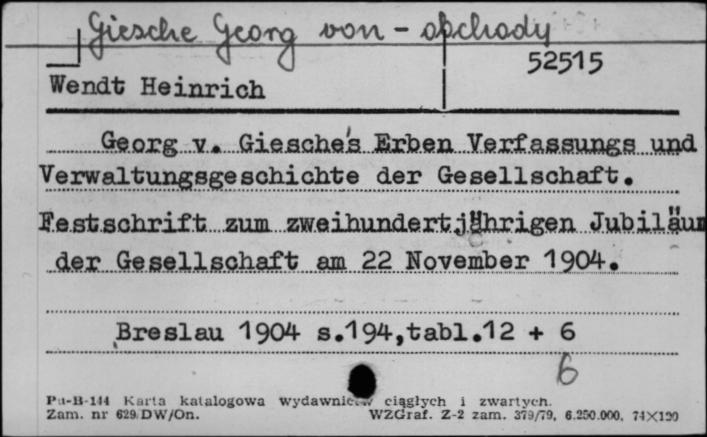 Giesche Georg von - obchody
52515
Wendt Heinrich
Georg v. Giesche's Erben Verfassungs und
Verwaltungsgeschichte der Gesellschaft.
Festschrift zum zweihundertjährigen Jubiläum
der Gesellschaft am 22 November 1904.
Breslau 1904 s.194,tabl.12 + 6
6
Pu-B-144 Karta katalogowa wydawnictw ciągłych i zwartych.
Zam. nr 629/DW/On. WZGraf. Z-2 zam. 379/79, 6.250.000, 74×120